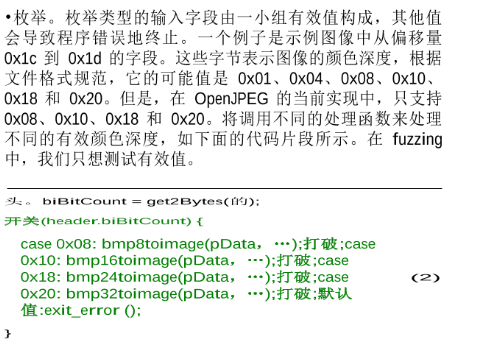 •枚举。枚举类型的输入字段由一小组有效值构成，其他值
会导致程序错误地终止。一个例子是示例图像中从偏移量
0x1c 到 0x1d 的字段。这些字节表示图像的颜色深度，根据
文件格式规范，它的可能值是 0x01、0x04、0x08、0x10、
0x18 和 0x20。但是，在 OpenJPEG 的当前实现中，只支持
0x08、0x10、0x18 和 0x20。将调用不同的处理函数来处理
不同的有效颜色深度，如下面的代码片段所示。在 fuzzing
中，我们只想测试有效值。
头。biBitCount = get2Bytes(的);
开关(header.biBitCount) {
case 0x08: bmp8toimage(pData，···);打破;case
0x10: bmp16toimage(pData，···);打破;case
0x18: bmp24toimage(pData，···);打破;case (2)
0x20: bmp32toimage(pData，···);打破;默认
值:exit_error ();
}